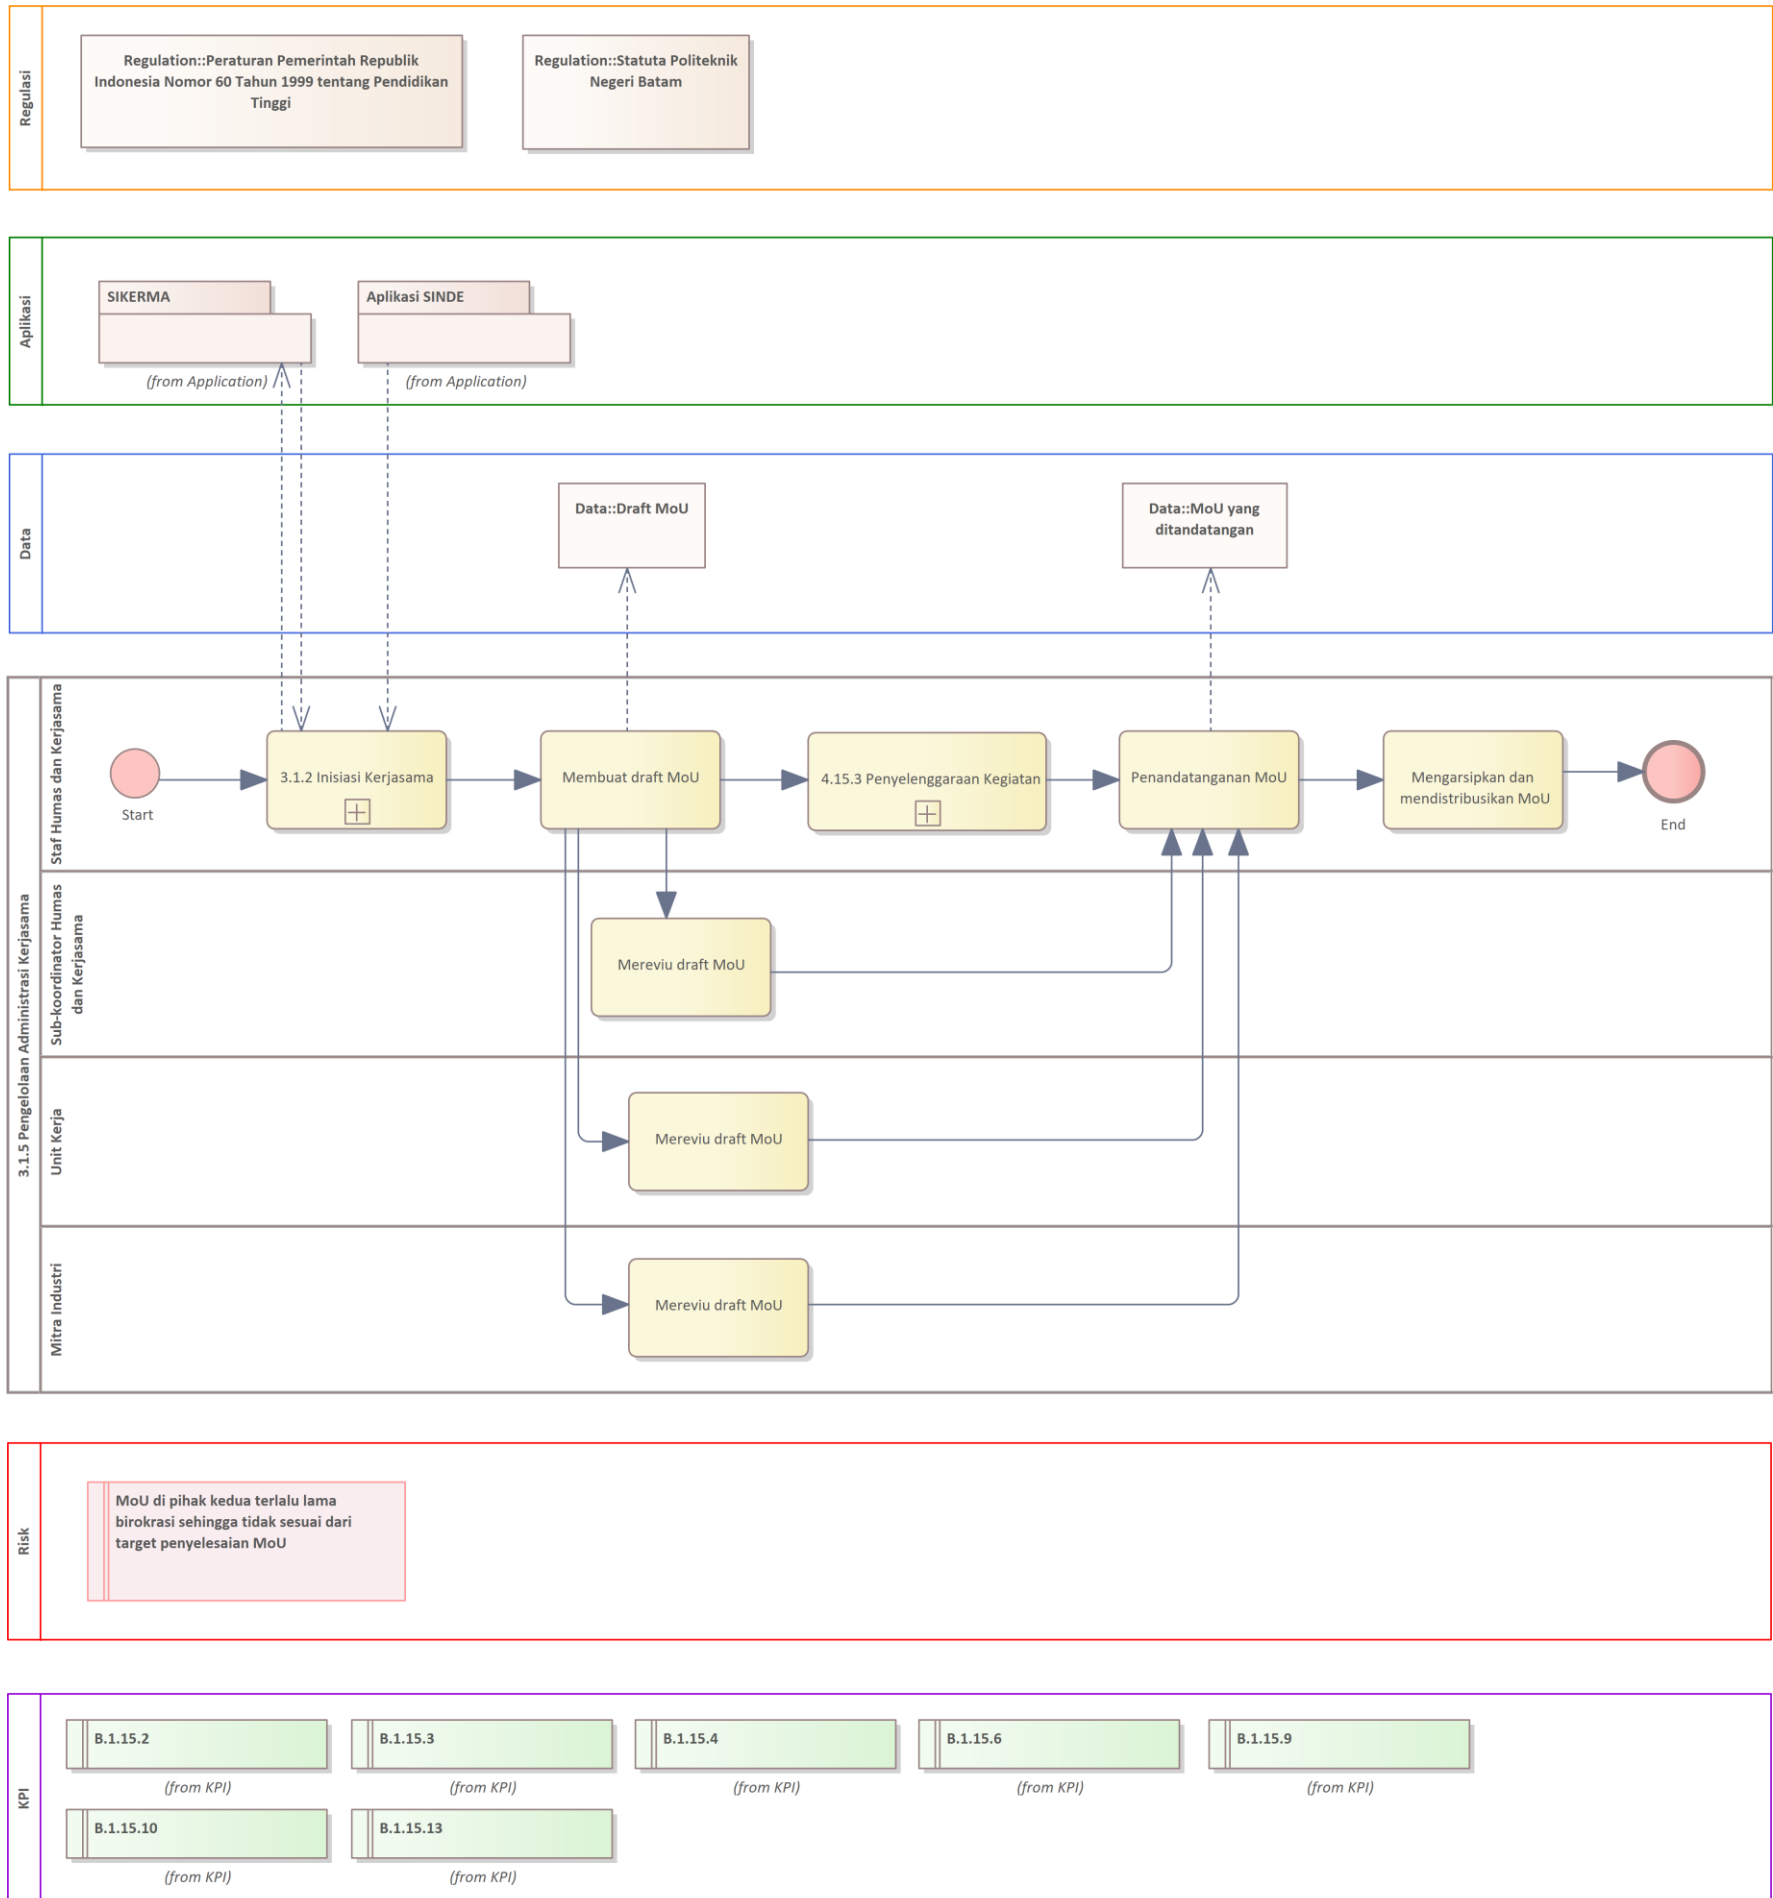 Regulasi
Regulation::Peraturan Pemerintah Republik
Indonesia Nomor 60 Tahun 1999 tentang Pendidikan
Tinggi
Regulation::Statuta Politeknik
Negeri Batam
Aplikasi
SIKERMA
(from Application)
Aplikasi SINDE
(from Application)
Data
Data::Draft MoU
Data::MoU yang
ditandatangan
3.1.5 Pengelolaan Administrasi Kerjasama
Staf Humas dan Kerjasama
Start
3.1.2 Inisiasi Kerjasama
Membuat draft MoU
4.15.3 Penyelenggaraan Kegiatan
Penandatanganan MoU
Mengarsipkan dan
mendistribusikan MoU
End
Sub-koordinator Humas
dan Kerjasama
Mereviu draft MoU
Unit Kerja
Mereviu draft MoU
Mitra Industri
Mereviu draft MoU
Risk
MoU di pihak kedua terlalu lama
birokrasi sehingga tidak sesuai dari
target penyelesaian MoU
KPI
B.1.15.2
(from KPI)
B.1.15.3
(from KPI)
B.1.15.4
(from KPI)
B.1.15.6
(from KPI)
B.1.15.9
(from KPI)
B.1.15.10
(from KPI)
B.1.15.13
(from KPI)